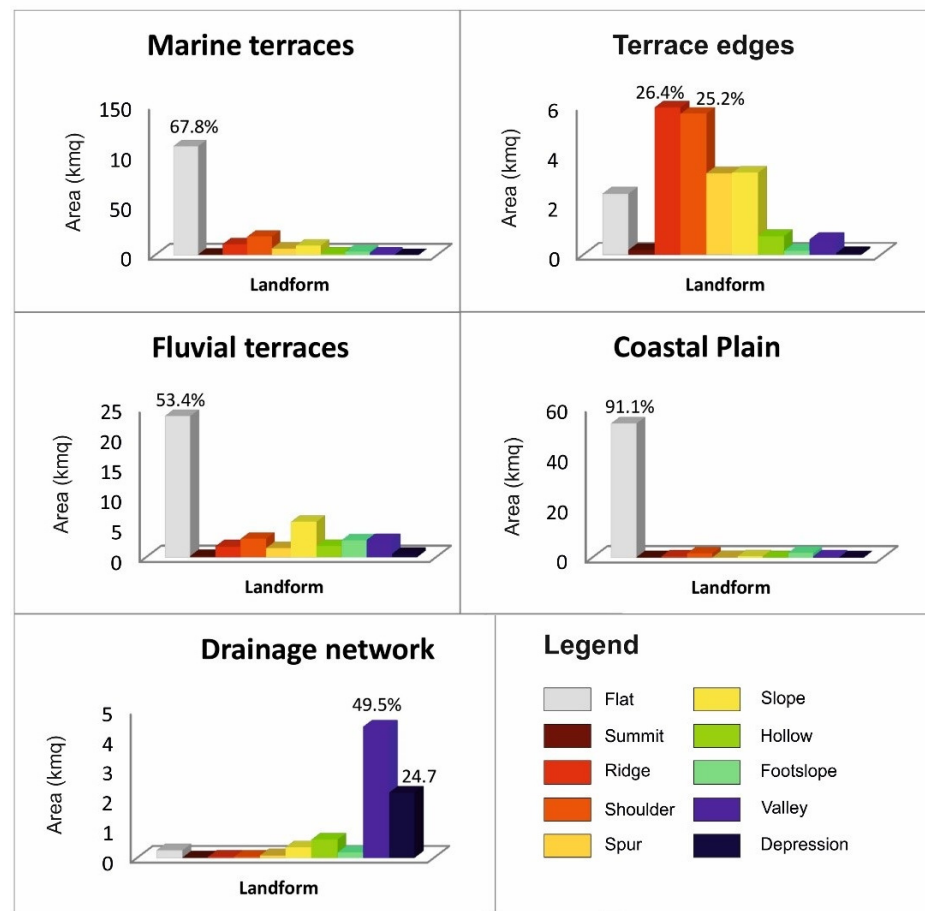 Marine terraces
67.8%
150
10
50
0
Area (kmq)
Landform
Terrace edges
26.4%
25.2%
6
4
2
0
Area (kmq)
Landform
Fluvial terraces
53.4%
25
20
15
10
5
0
Area (kmq)
Landform
Coastal Plain
91.1%
60
40
20
0
Area (kmq)
Landform
Drainage network
49.5%
24.7
5
4
3
2
1
0
Area (kmq)
Landform
Legend
Flat
Summit
Ridge
Shoulder
Spur
Slope
Hollow
Footslope
Valley
Depression